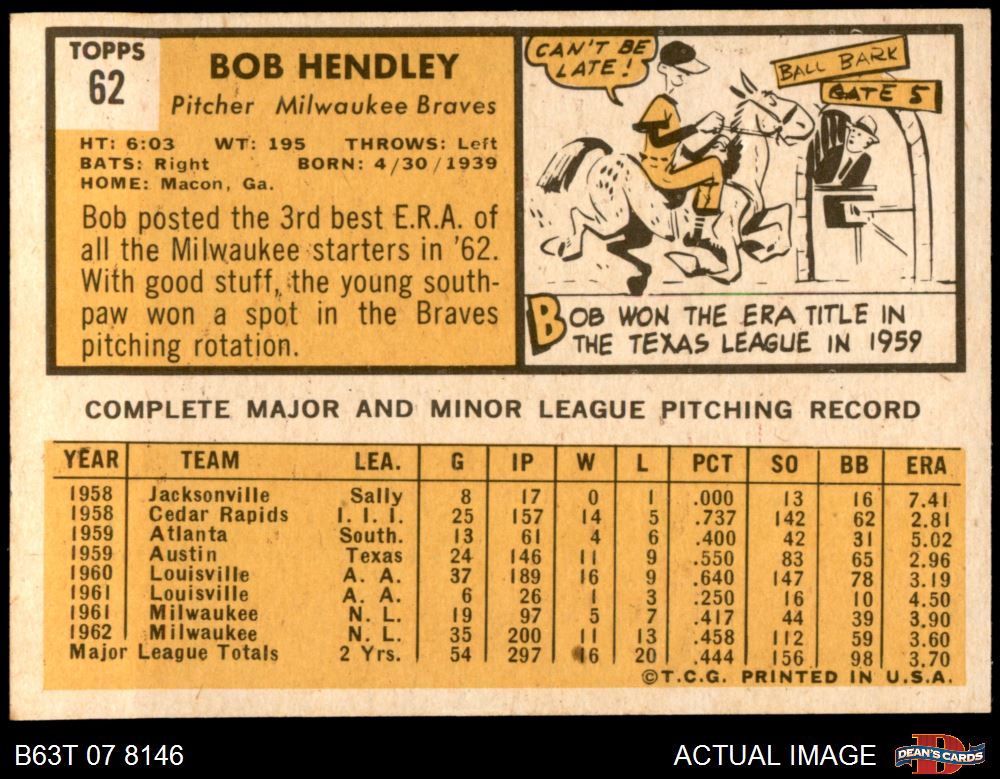 TOPPS
62
BOB HENDLEY
Pitcher Milwaukee Braves
HT: 6:03 WT: 195 THROWS: Left
BATS: Right BORN: 4/30/1939
HOME: Macon, Ga.
Bob posted the 3rd best E.R.A. of
all the Milwaukee starters in '62.
With good stuff, the young south-
paw won a spot in the Braves
pitching rotation.
CAN'T BE
LATE!
BALL BARK
GATE 5
BOB WON THE ERA TITLE IN
THE TEXAS LEAGUE IN 1959
COMPLETE MAJOR AND MINOR LEAGUE PITCHING RECORD
YEAR TEAM LEA. G IP W L PCT SO BB ERA
1958 Jacksonville Sally 8 17 0 1 .000 13 16 7.41
1958 Cedar Rapids I. I. I. 25 157 14 5 .737 142 62 2.81
1959 Atlanta South. 13 61 4 6 .400 42 31 5.02
1959 Austin Texas 24 146 11 9 .550 83 65 2.96
1960 Louisville A. A. 37 189 16 9 .640 147 78 3.19
1961 Louisville A. A. 6 26 1 3 .250 16 10 4.50
1961 Milwaukee N. L. 19 97 5 7 .417 44 39 3.90
1962 Milwaukee N. L. 35 200 11 13 .458 112 59 3.60
Major League Totals 2 Yrs. 54 297 16 20 .444 156 98 3.70
©T.C.G. PRINTED IN U.S.A.
B63T 07 8146
ACTUAL IMAGE
D
DEAN'S CARDS